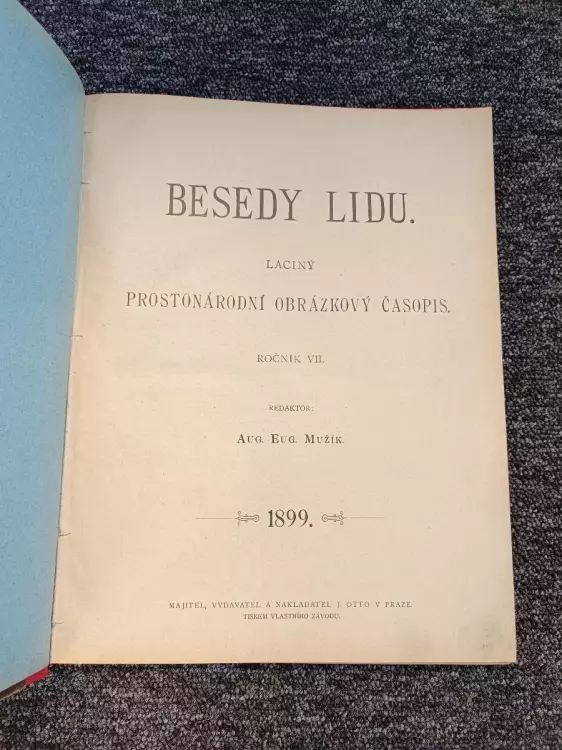 BESEDY LIDU.
LACINÝ
PROSTONÁRODNÍ OBRÁZKOVÝ ČASOPIS.
ROČNÍK VII.
REDAKTOR:
AUG. EUG. MUŽÍK.
1899.
MAJITEL, VYDAVATEL A NAKLADATEL J. OTTO V PRAZE.
TISKEM VLASTNÍHO ZÁVODU.